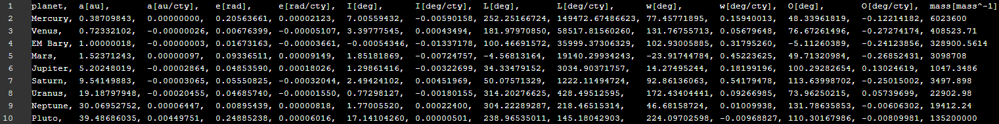 1 planet, a[au], a[au/cty], e[rad], e[rad/cty], I[deg], I[deg/cty], L[deg], L[deg/cty], w[deg], w[deg/cty], O[deg], O[deg/cty], mass[mass^-1]
2 Mercury, 0.38709843, 0.00000000, 0.20563661, 0.00002123, 7.00559432, -0.00590158, 252.25166724, 149472.67486623, 77.45771895, 0.15940013, 48.33961819, -0.12214182, 6023600
3 Venus, 0.72332102, -0.00000026, 0.00676399, -0.00005107, 3.39777545, 0.00043494, 181.97970850, 58517.81560260, 131.76755713, 0.05679648, 76.67261496, -0.27274174, 408523.71
4 EM Bary, 1.00000018, -0.00000003, 0.01673163, -0.00003661, -0.00054346, -0.01337178, 100.46691572, 35999.37306329, 102.93005885, 0.31795260, -5.11260389, -0.24123856, 328900.5614
5 Mars, 1.52371243, 0.00000097, 0.09336511, 0.00009149, 1.85181869, -0.00724757, -4.56813164, 19140.29934243, -23.91744784, 0.45223625, 49.71320984, -0.26852431, 3098708
6 Jupiter, 5.20248019, -0.00002864, 0.04853590, 0.00018026, 1.29861416, -0.00322699, 34.33479152, 3034.90371757, 14.27495244, 0.18199196, 100.29282654, 0.13024619, 1047.3486
7 Saturn, 9.54149883, -0.00003065, 0.05550825, -0.00032044, 2.49424102, 0.00451969, 50.07571329, 1222.11494724, 92.86136063, 0.54179478, 113.63998702, -0.25015002, 3497.898
8 Uranus, 19.18797948, -0.00020455, 0.04685740, -0.00001550, 0.77298127, -0.00180155, 314.20276625, 428.49512595, 172.43404441, 0.09266985, 73.96250215, 0.05739699, 22902.98
9 Neptune, 30.06952752, 0.00006447, 0.00895439, 0.00000818, 1.77005520, 0.00022400, 304.22289287, 218.46515314, 46.68158724, 0.01009938, 131.78635853, -0.00606302, 19412.24
10 Pluto, 39.48686035, 0.00449751, 0.24885238, 0.00006016, 17.14104260, 0.00000501, 238.96535011, 145.18042903, 224.09702598, -0.00968827, 110.30167986, -0.00809981, 135200000